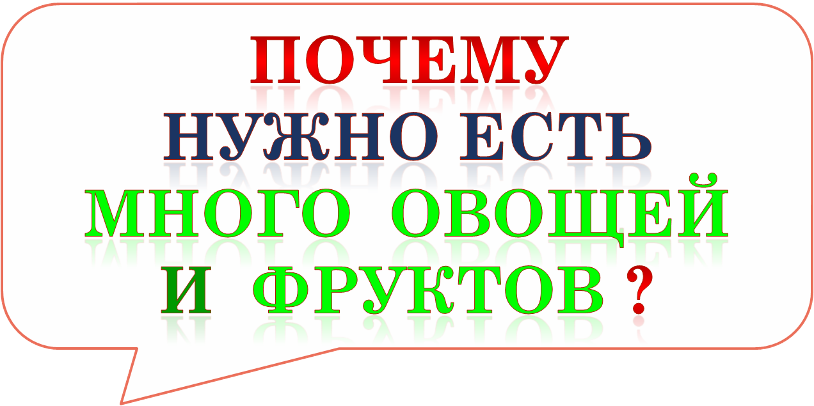 ПОЧЕМУ
НУЖНО ЕСТЬ
МНОГО ОВОЩЕЙ
И ФРУКТОВ ?